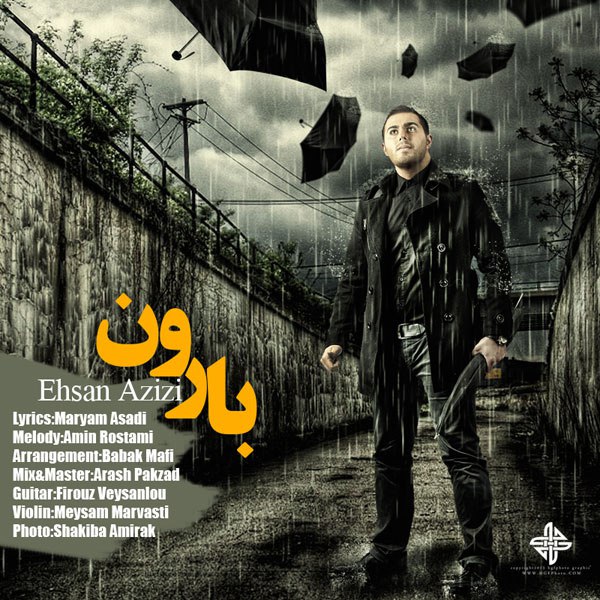 بارون
Ehsan Azizi
Lyrics:Maryam Asadi
Melody:Amin Rostami
Arrangement:Babak Mafi
Mix&Master:Arash Pakzad
Guitar:Firouz Veysanlou
Violin:Meysam Marvasti
Photo:Shakiba Amirak